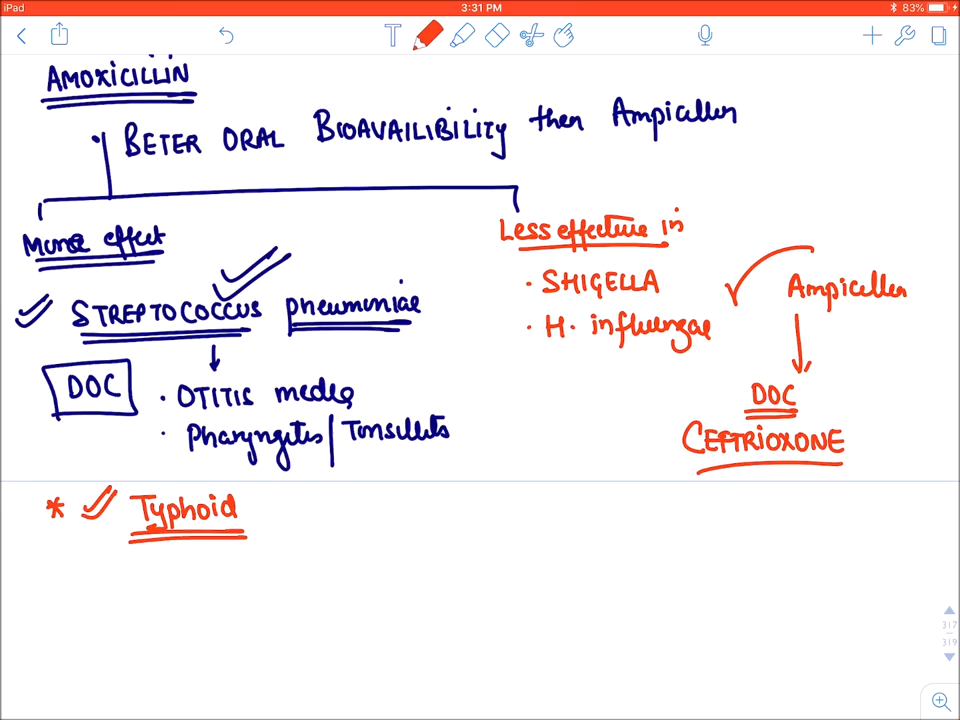 iPad
3:31 PM
83%
T
AMOXICILLIN
BETER ORAL BIOAVAILIBILITY then Ampicillin
More effect
STREPTOCOCCUS pneumoniae
DOC
• OTITIS media
• Pharyngitis/Tonsillits
Less effective in
• SHIGELLA
• H. influenzae
Ampicillin
DOC
CEFTRIOXONE
* Typhoid
317
319